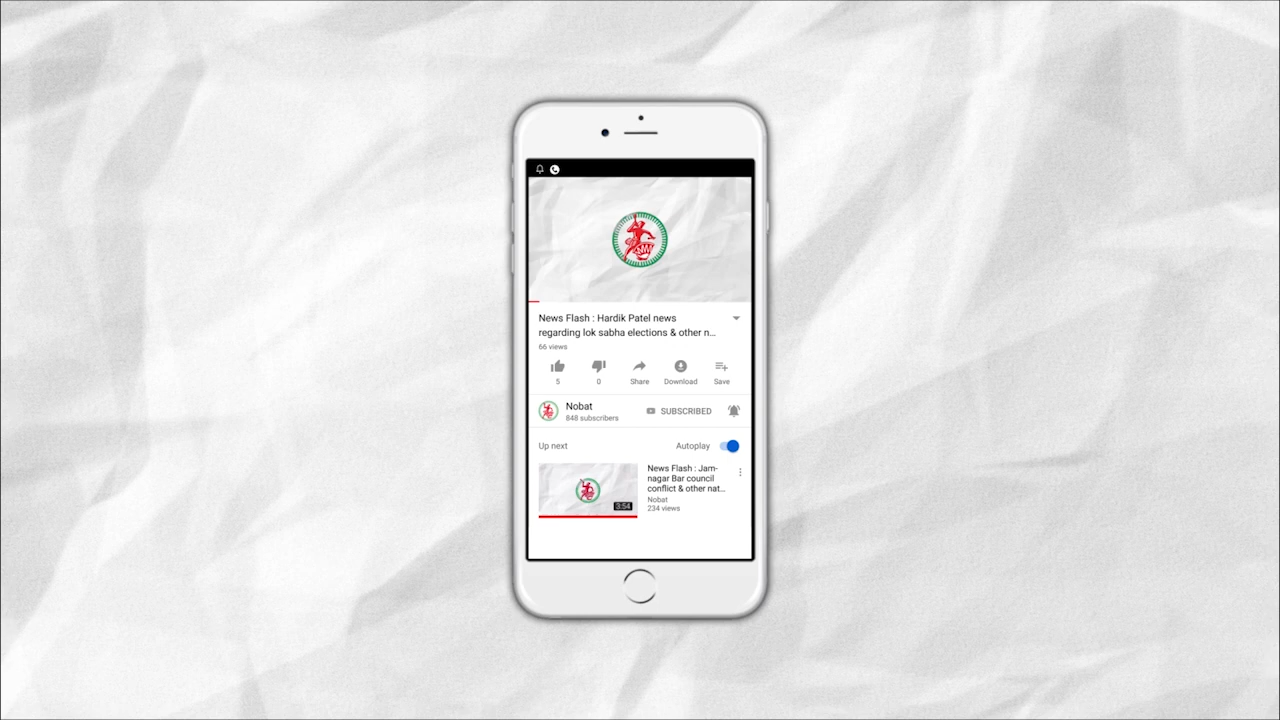 News Flash : Hardik Patel news
regarding lok sabha elections & other n...
66 views
5
0
Share
Download
Save
Nobat
848 subscribers
SUBSCRIBED
Up next
Autoplay
3:54
News Flash : Jam-
nagar Bar council
conflict & other nat...
Nobat
234 views